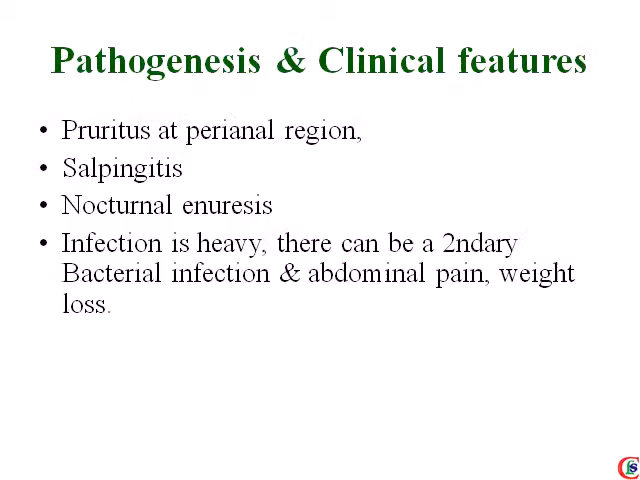 Pathogenesis & Clinical features
• Pruritus at perianal region,
• Salpingitis
• Nocturnal enuresis
• Infection is heavy, there can be a 2ndary
Bacterial infection & abdominal pain, weight
loss.